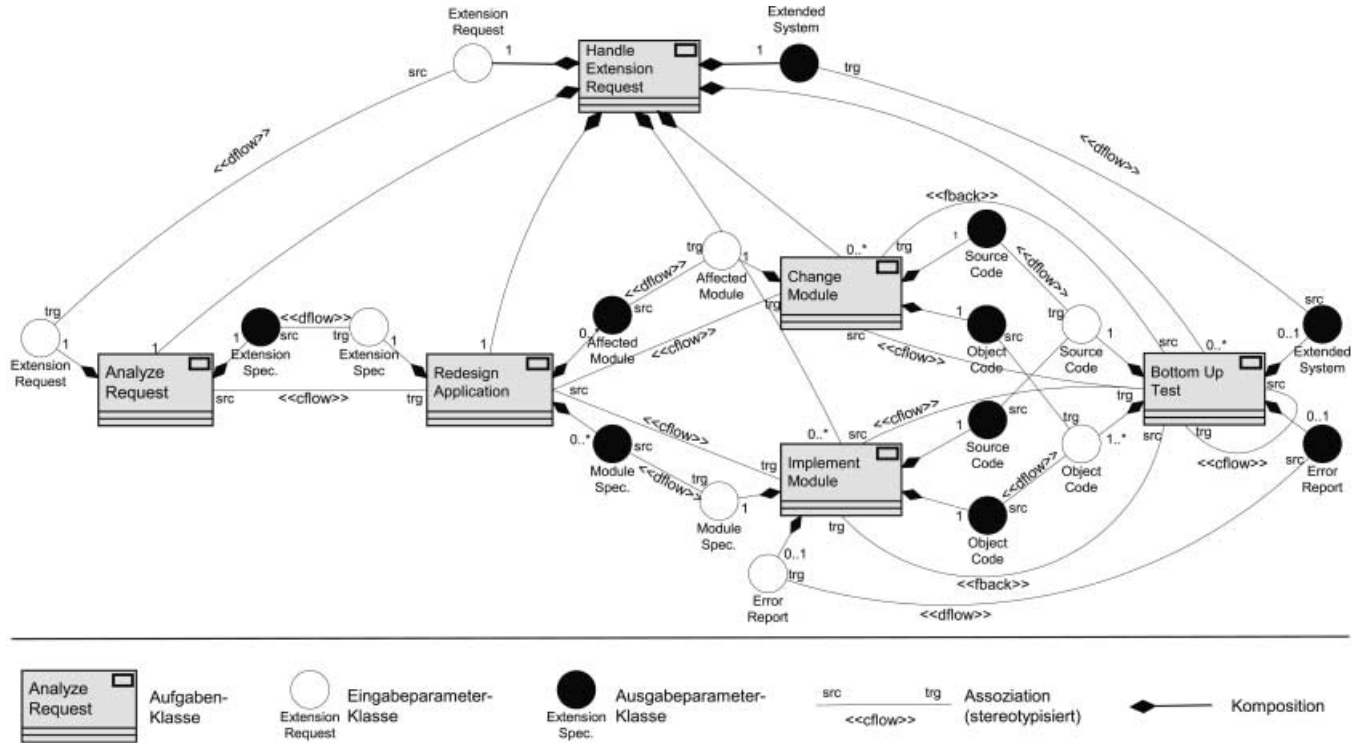 Extension
Request
Extended
System
1
Handle
Extension
Request
1
src
trg
<<dflow>>
<<dflow>>
<<fback>>
trg
1
Affected
Module
0..*
trg
1
Source
Code
<<dflow>>
src
<<dflow>>
Change
Module
trg
src
0..*
Affected
Module
<<cflow>>
src
<<cflow>>
1
src
Object
Code
trg
1
Source
Code
trg
1
Extension
Request
1
Analyze
Request
1
src
Extension
Spec.
<<dflow>>
trg
1
Extension
Spec
1
Redesign
Application
src
<<cflow>>
trg
src
src
0..*
src
0..1
Extended
System
Bottom Up
Test
trg
src
src
trg
<<cflow>>
0..1
src
Error
Report
<<cflow>>
trg
0..*
src
<<cflow>>
1
src
Source
Code
trg
1..*
Object
Code
0..*
src
Module
Spec.
<<dflow>>
trg
1
Module
Spec.
Implement
Module
trg
<<dflow>>
1
src
Object
Code
0..1
trg
Error
Report
<<fback>>
<<dflow>>
Analyze
Request
Aufgaben-
Klasse
Extension
Request
Eingabeparameter-
Klasse
Extension
Spec.
Ausgabeparameter-
Klasse
src
trg
<<cflow>>
Assoziation
(stereotypisiert)
Komposition